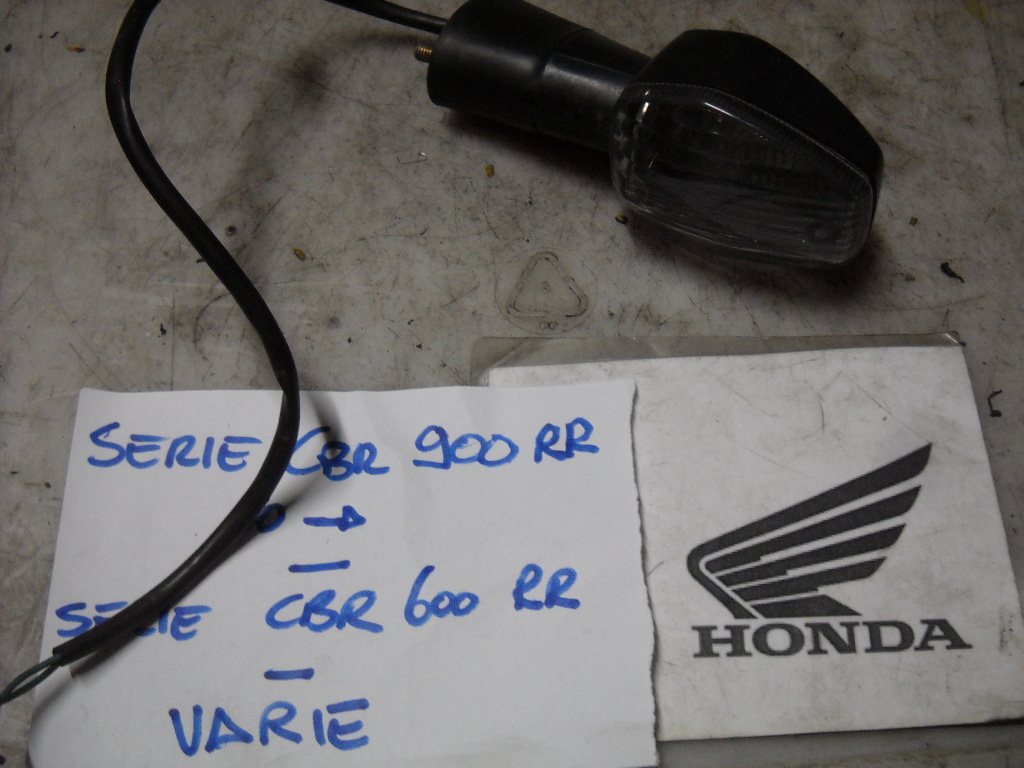 SERIE CBR 900 RR
→
—
SERIE CBR 600 RR
—
VARIE
HONDA